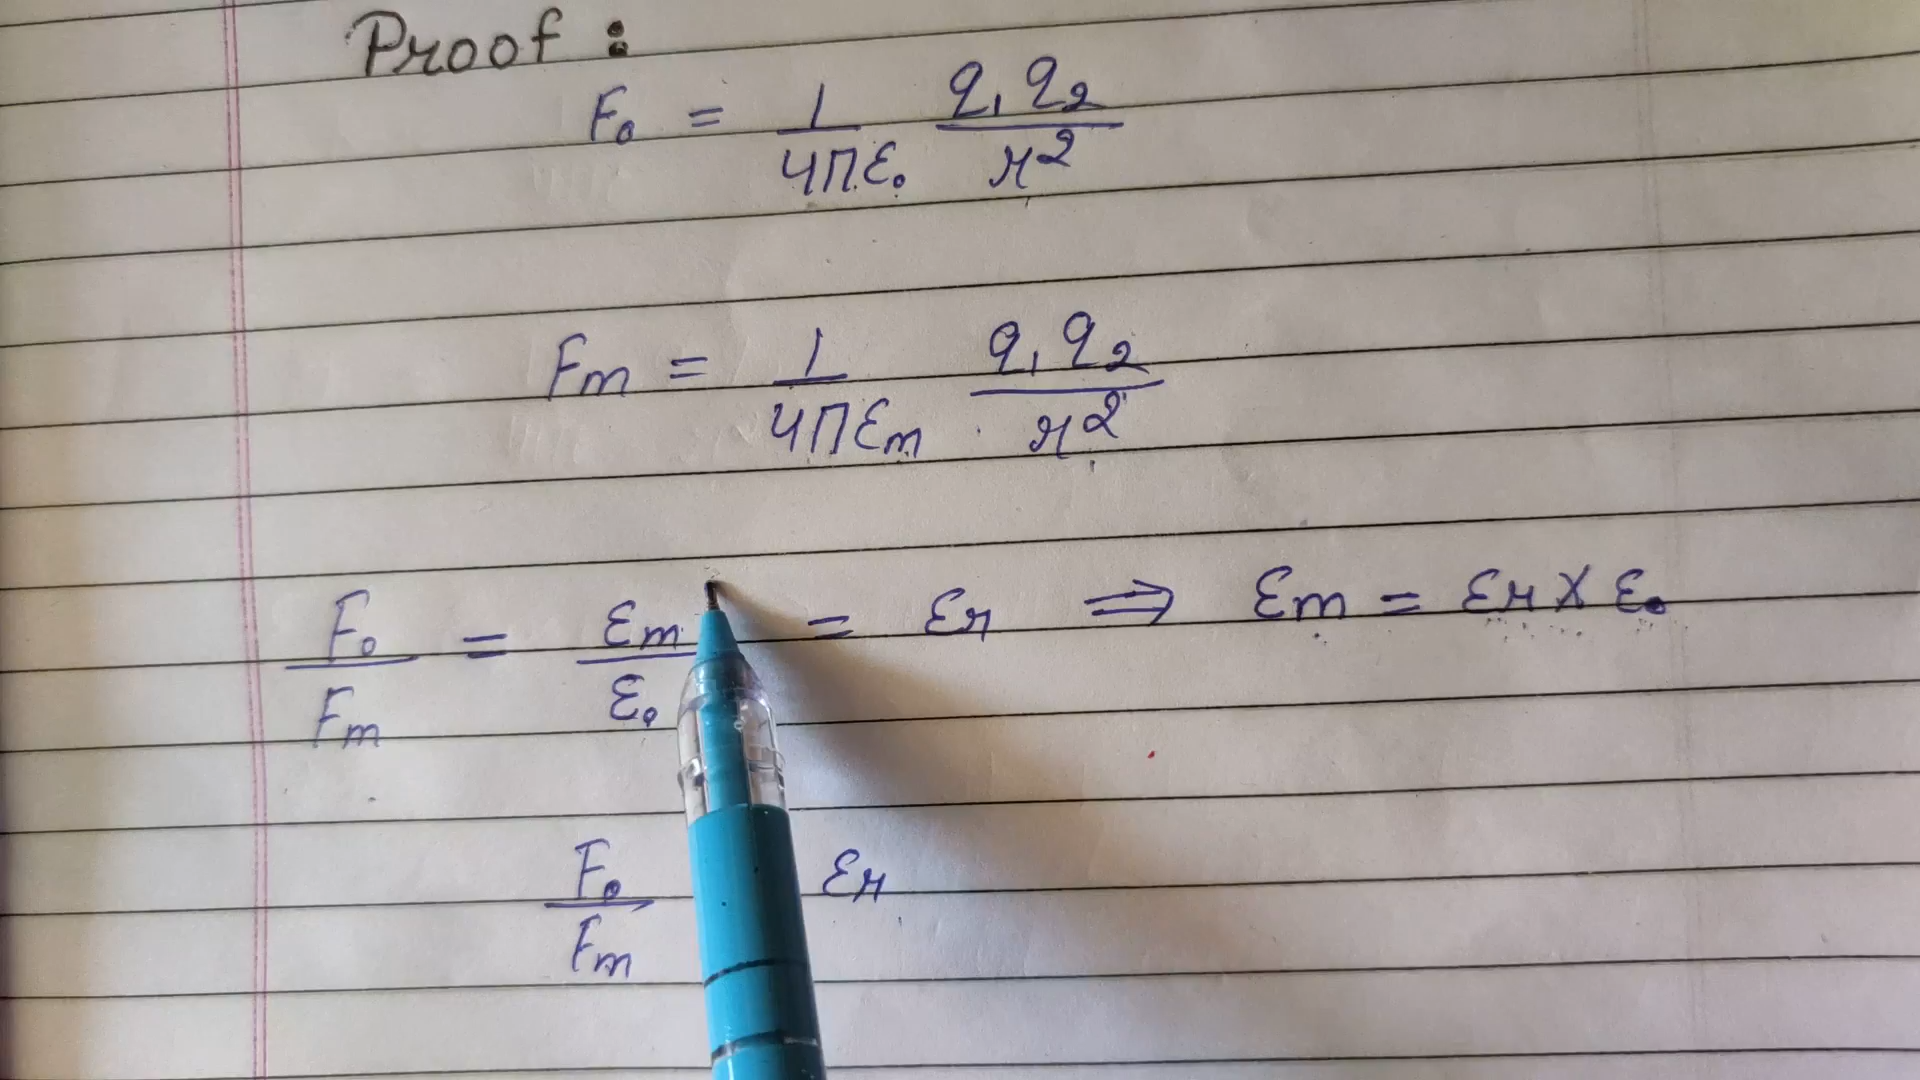 Proof :
F₀ = 1/4πε₀ q₁q₂/r²
Fm = 1/4πεm q₁q₂/r²
F₀/Fm = εm/ε₀ = εr ⇒ εm = εr × ε₀
F₀/Fm εr